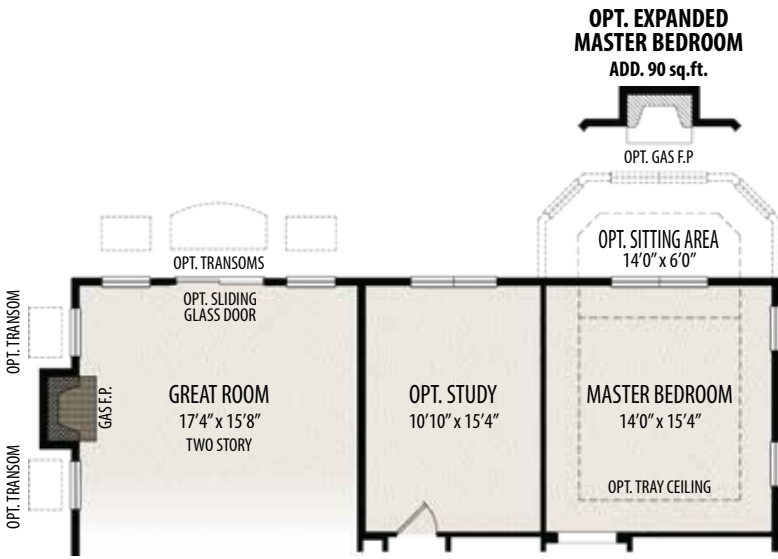 OPT. EXPANDED
MASTER BEDROOM
ADD. 90 sq.ft.
OPT. GAS F.P
OPT. SITTING AREA
14'0" x 6'0"
OPT. TRANSOMS
OPT. SLIDING
GLASS DOOR
OPT. TRANSOM
GAS F.P.
GREAT ROOM
17'4" x 15'8"
TWO STORY
OPT. STUDY
10'10" x 15'4"
MASTER BEDROOM
14'0" x 15'4"
OPT. TRANSOM
OPT. TRAY CEILING